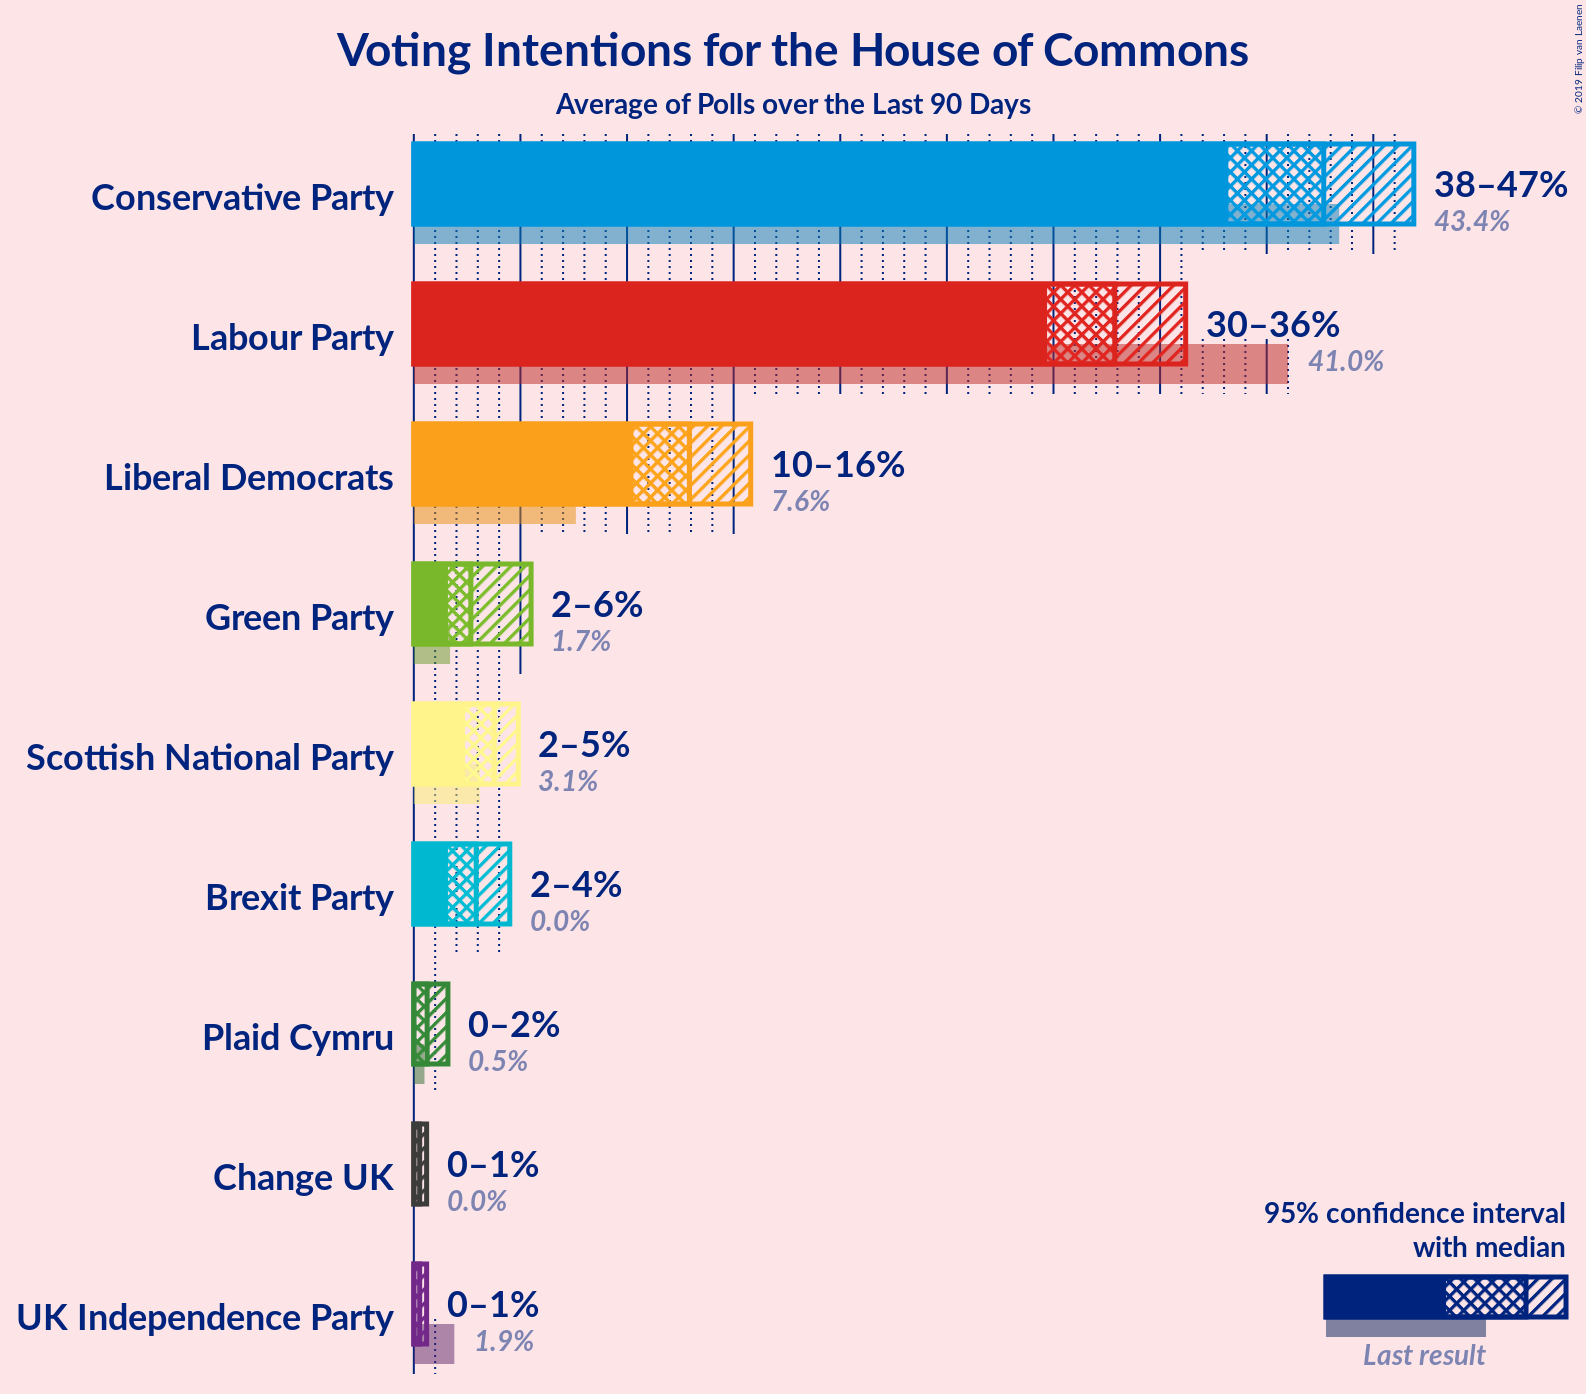 Voting Intentions for the House of Commons
Average of Polls over the Last 90 Days
© 2019 Filip van Laenen
Conservative Party
38–47%
43.4%
Labour Party
30–36%
41.0%
Liberal Democrats
10–16%
7.6%
Green Party
2–6%
1.7%
Scottish National Party
2–5%
3.1%
Brexit Party
2–4%
0.0%
Plaid Cymru
0–2%
0.5%
Change UK
0–1%
0.0%
UK Independence Party
0–1%
1.9%
95% confidence interval
with median
Last result